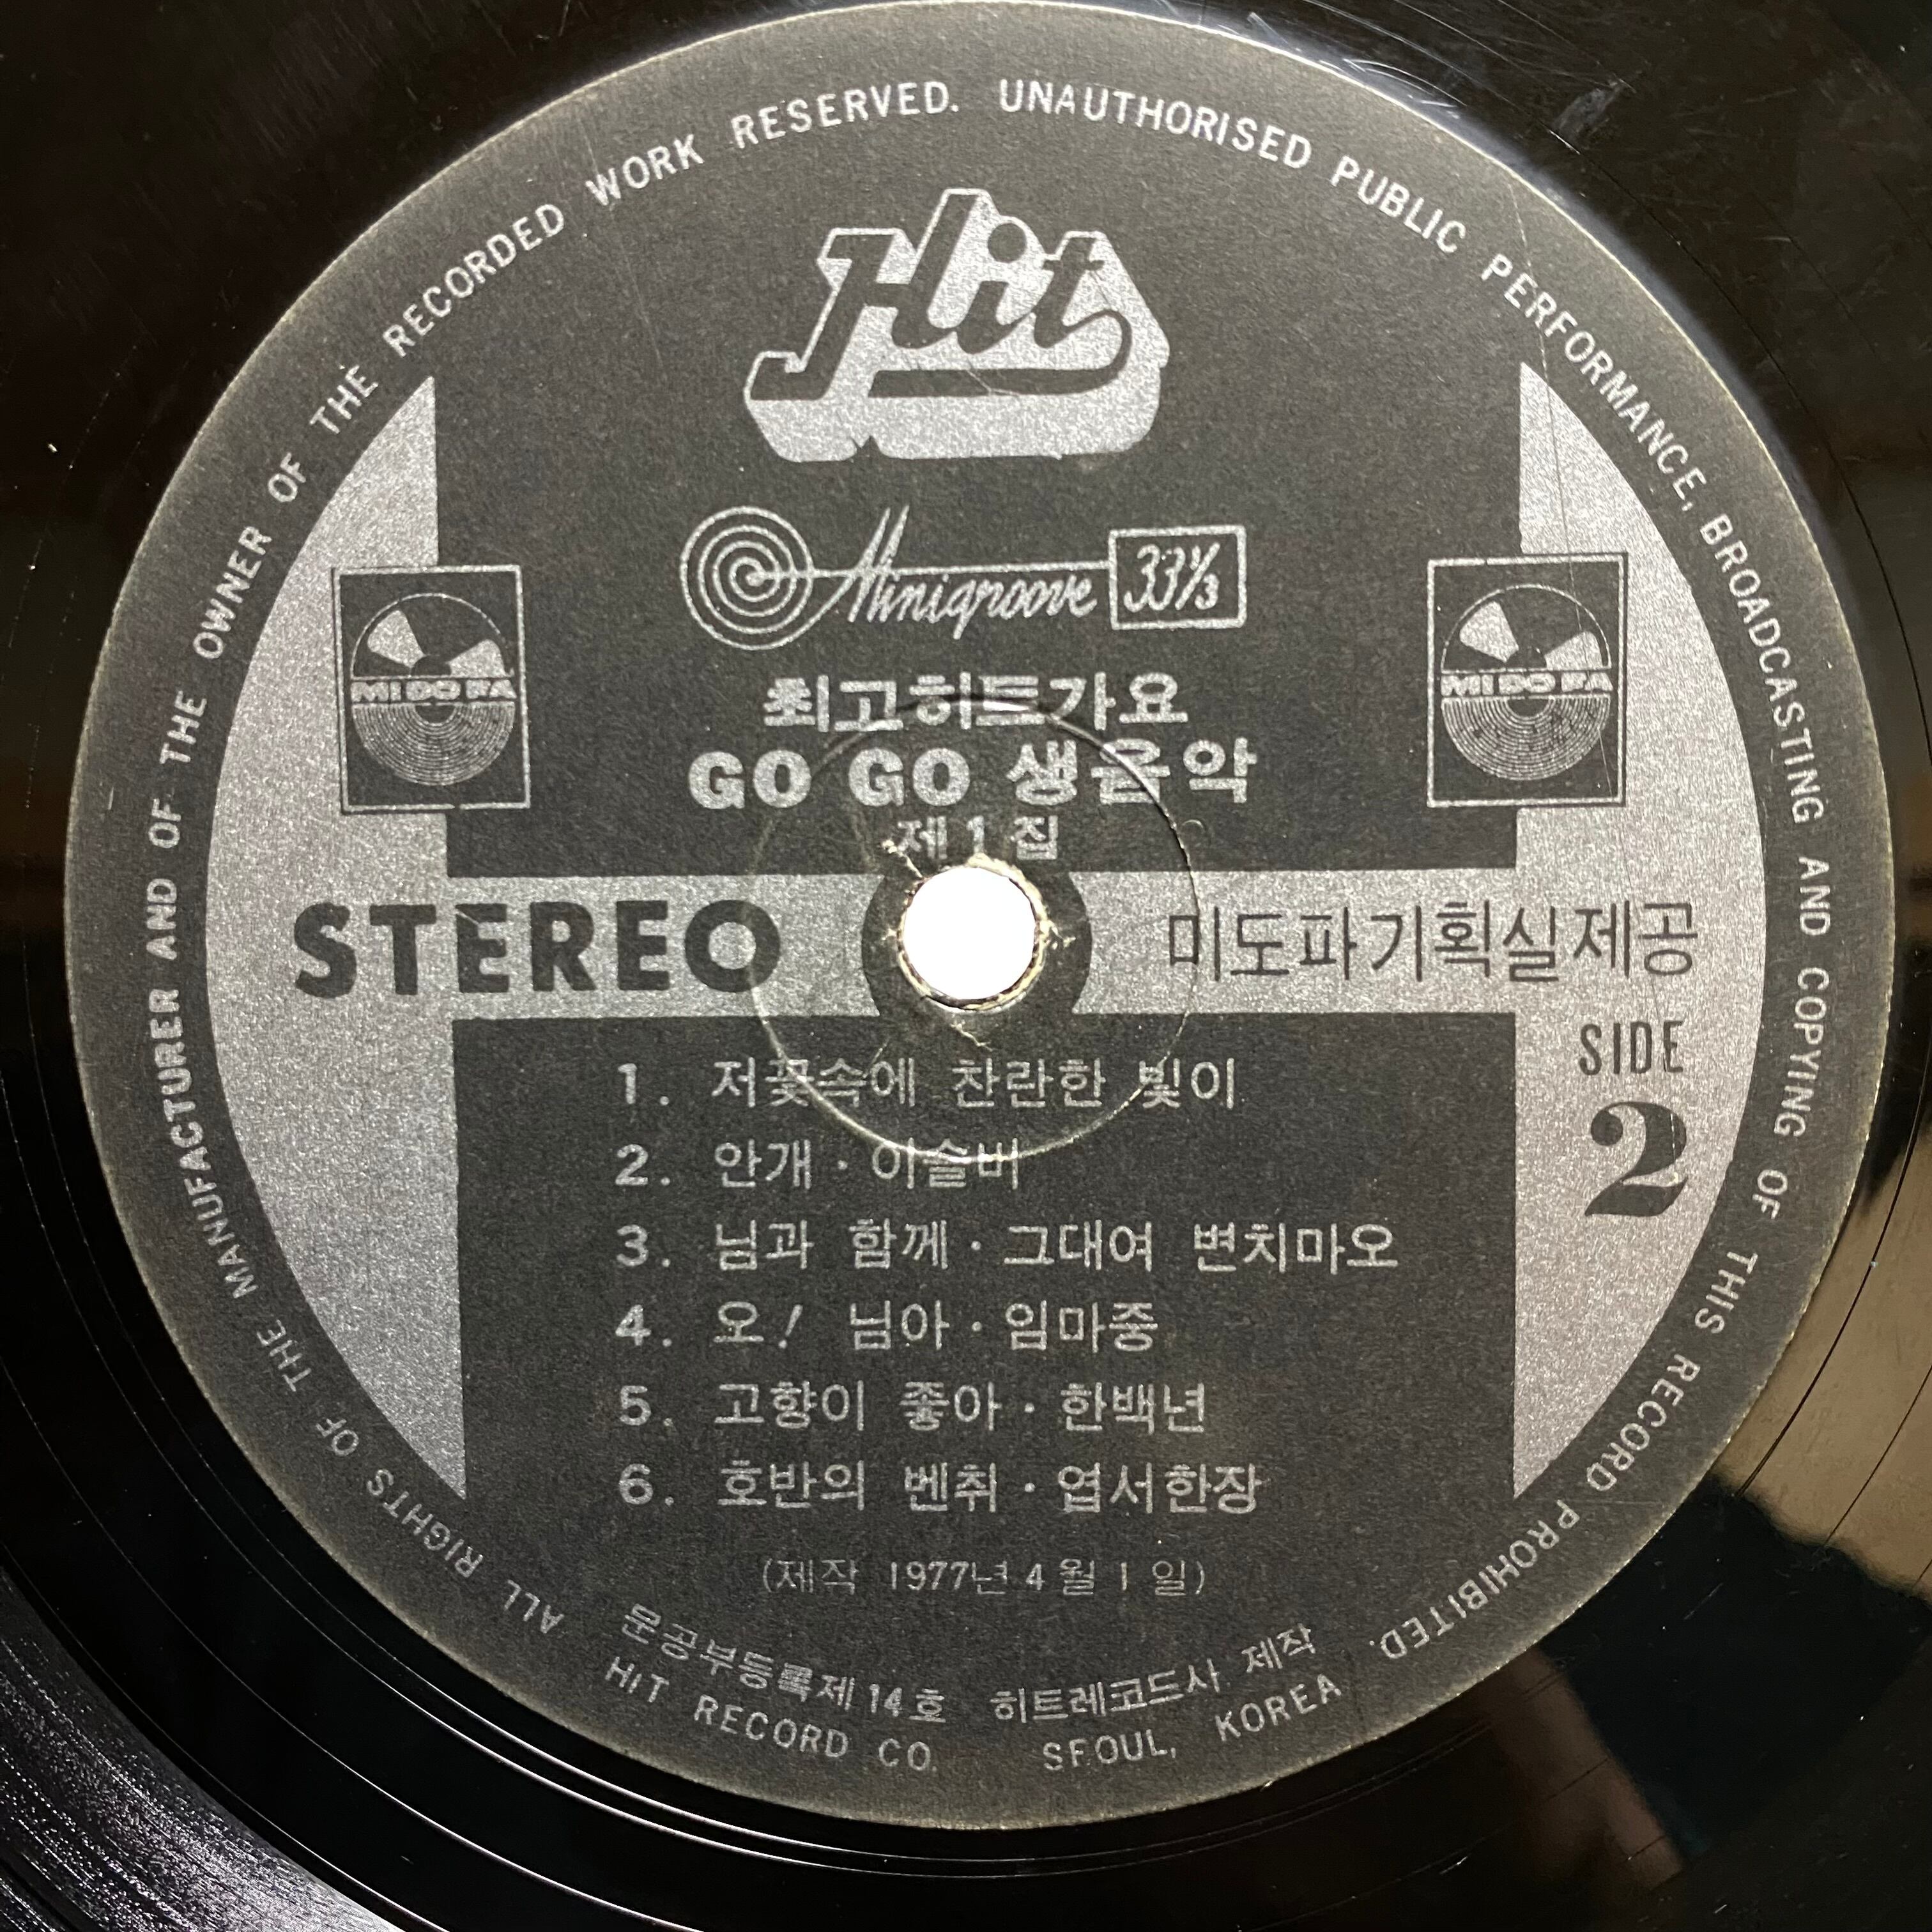 ALL RIGHTS OF THE MANUFACTURER AND OF THE OWNER OF THE RECORDED WORK RESERVED. UNAUTHORISED PUBLIC PERFORMANCE, BROADCASTING AND COPYING OF THIS RECORD PROHIBITED.
Hit
Minigroove 33⅓
MIDOPA
MIDOPA
최고히트가요
GO GO 생음악
제 1 집
STEREO
미도파기획실제공
SIDE
2
1. 저꽃속에 찬란한 빛이
2. 안개 · 이슬비
3. 님과 함께 · 그대여 변치마오
4. 오! 님아 · 임마중
5. 고향이 좋아 · 한백년
6. 호반의 벤취 · 엽서한장
(제작 1977년 4월 1일)
문공부등록제14호 히트레코드사 제작
HIT RECORD CO. SEOUL, KOREA